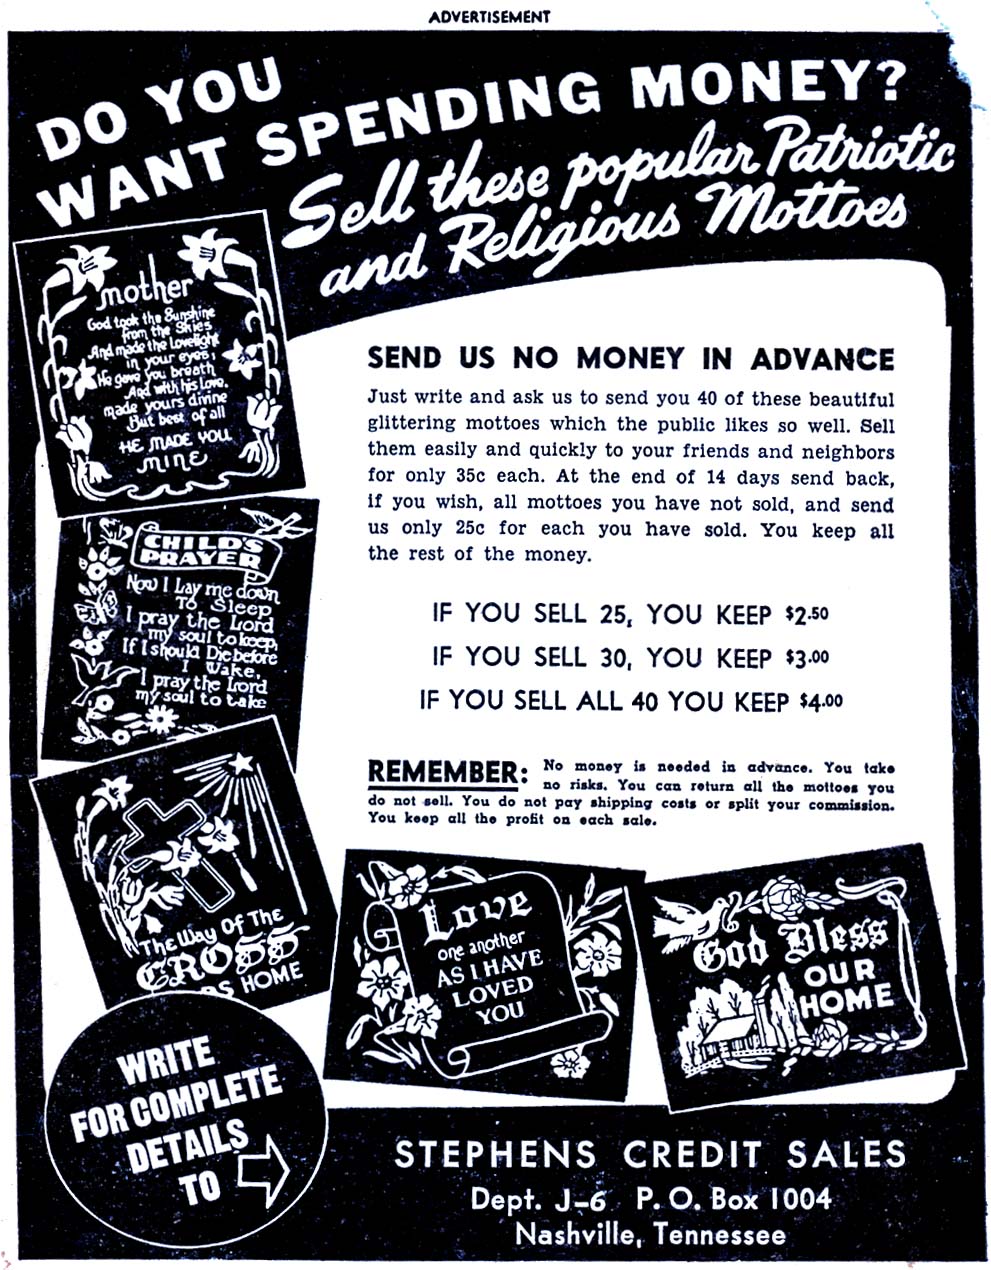 ADVERTISEMENT
DO YOU
WANT SPENDING MONEY?
Sell these popular Patriotic
and Religious Mottoes
mother
God took the Sunshine
from the Skies
And made the Lovelight
in your eyes;
He gave you breath
And with his Love,
made yours divine
But best of all
HE MADE YOU
MINE
CHILD'S
PRAYER
Now I Lay me down
To Sleep
I pray the Lord
my soul to keep,
If I should Die before
I Wake,
I pray the Lord
my soul to take
The Way Of The
CROSS
DS HOME
SEND US NO MONEY IN ADVANCE
Just write and ask us to send you 40 of these beautiful
glittering mottoes which the public likes so well. Sell
them easily and quickly to your friends and neighbors
for only 35c each. At the end of 14 days send back,
if you wish, all mottoes you have not sold, and send
us only 25c for each you have sold. You keep all
the rest of the money.
IF YOU SELL 25, YOU KEEP $2.50
IF YOU SELL 30, YOU KEEP $3.00
IF YOU SELL ALL 40 YOU KEEP $4.00
REMEMBER: No money is needed in advance. You take
no risks. You can return all the mottoes you
do not sell. You do not pay shipping costs or split your commission.
You keep all the profit on each sale.
Love
one another
AS I HAVE
LOVED
YOU
God Bless
OUR
HOME
WRITE
FOR COMPLETE
DETAILS
TO
STEPHENS CREDIT SALES
Dept. J-6 P. O. Box 1004
Nashville, Tennessee